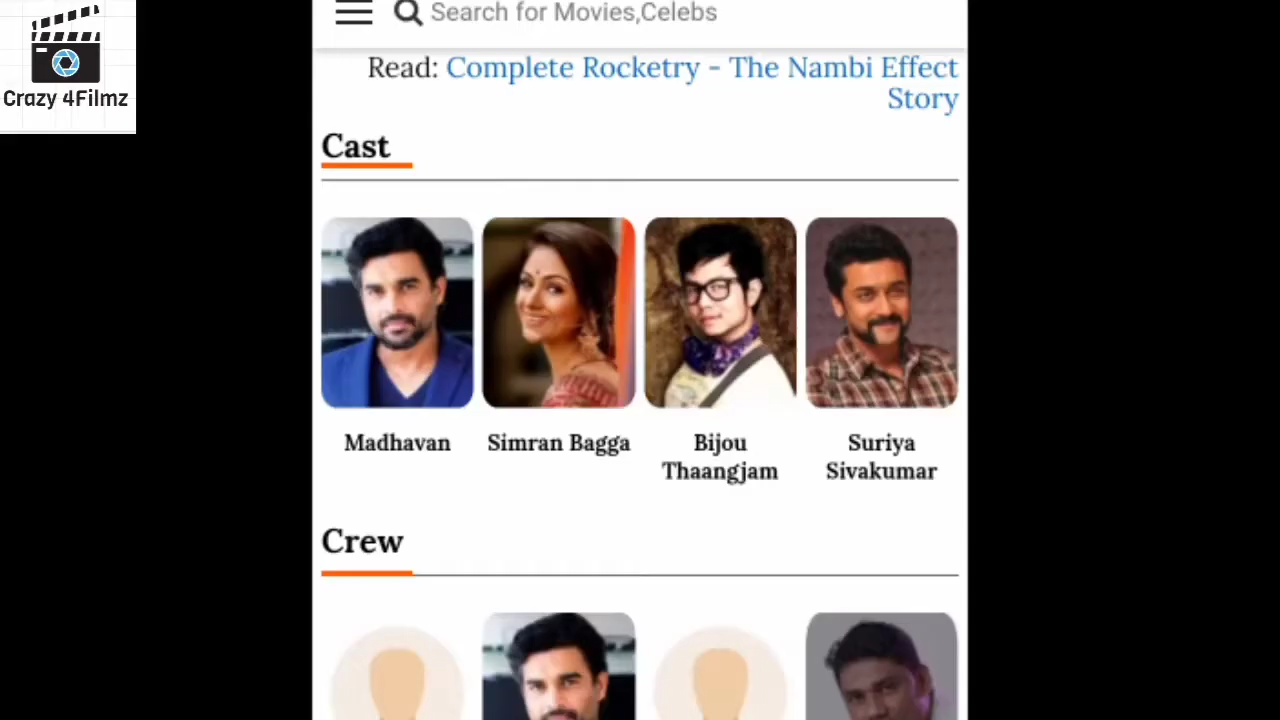 Crazy 4Filmz
Search for Movies,Celebs
Read: Complete Rocketry - The Nambi Effect
Story
Cast
Madhavan
Simran Bagga
Bijou
Thaangjam
Suriya
Sivakumar
Crew